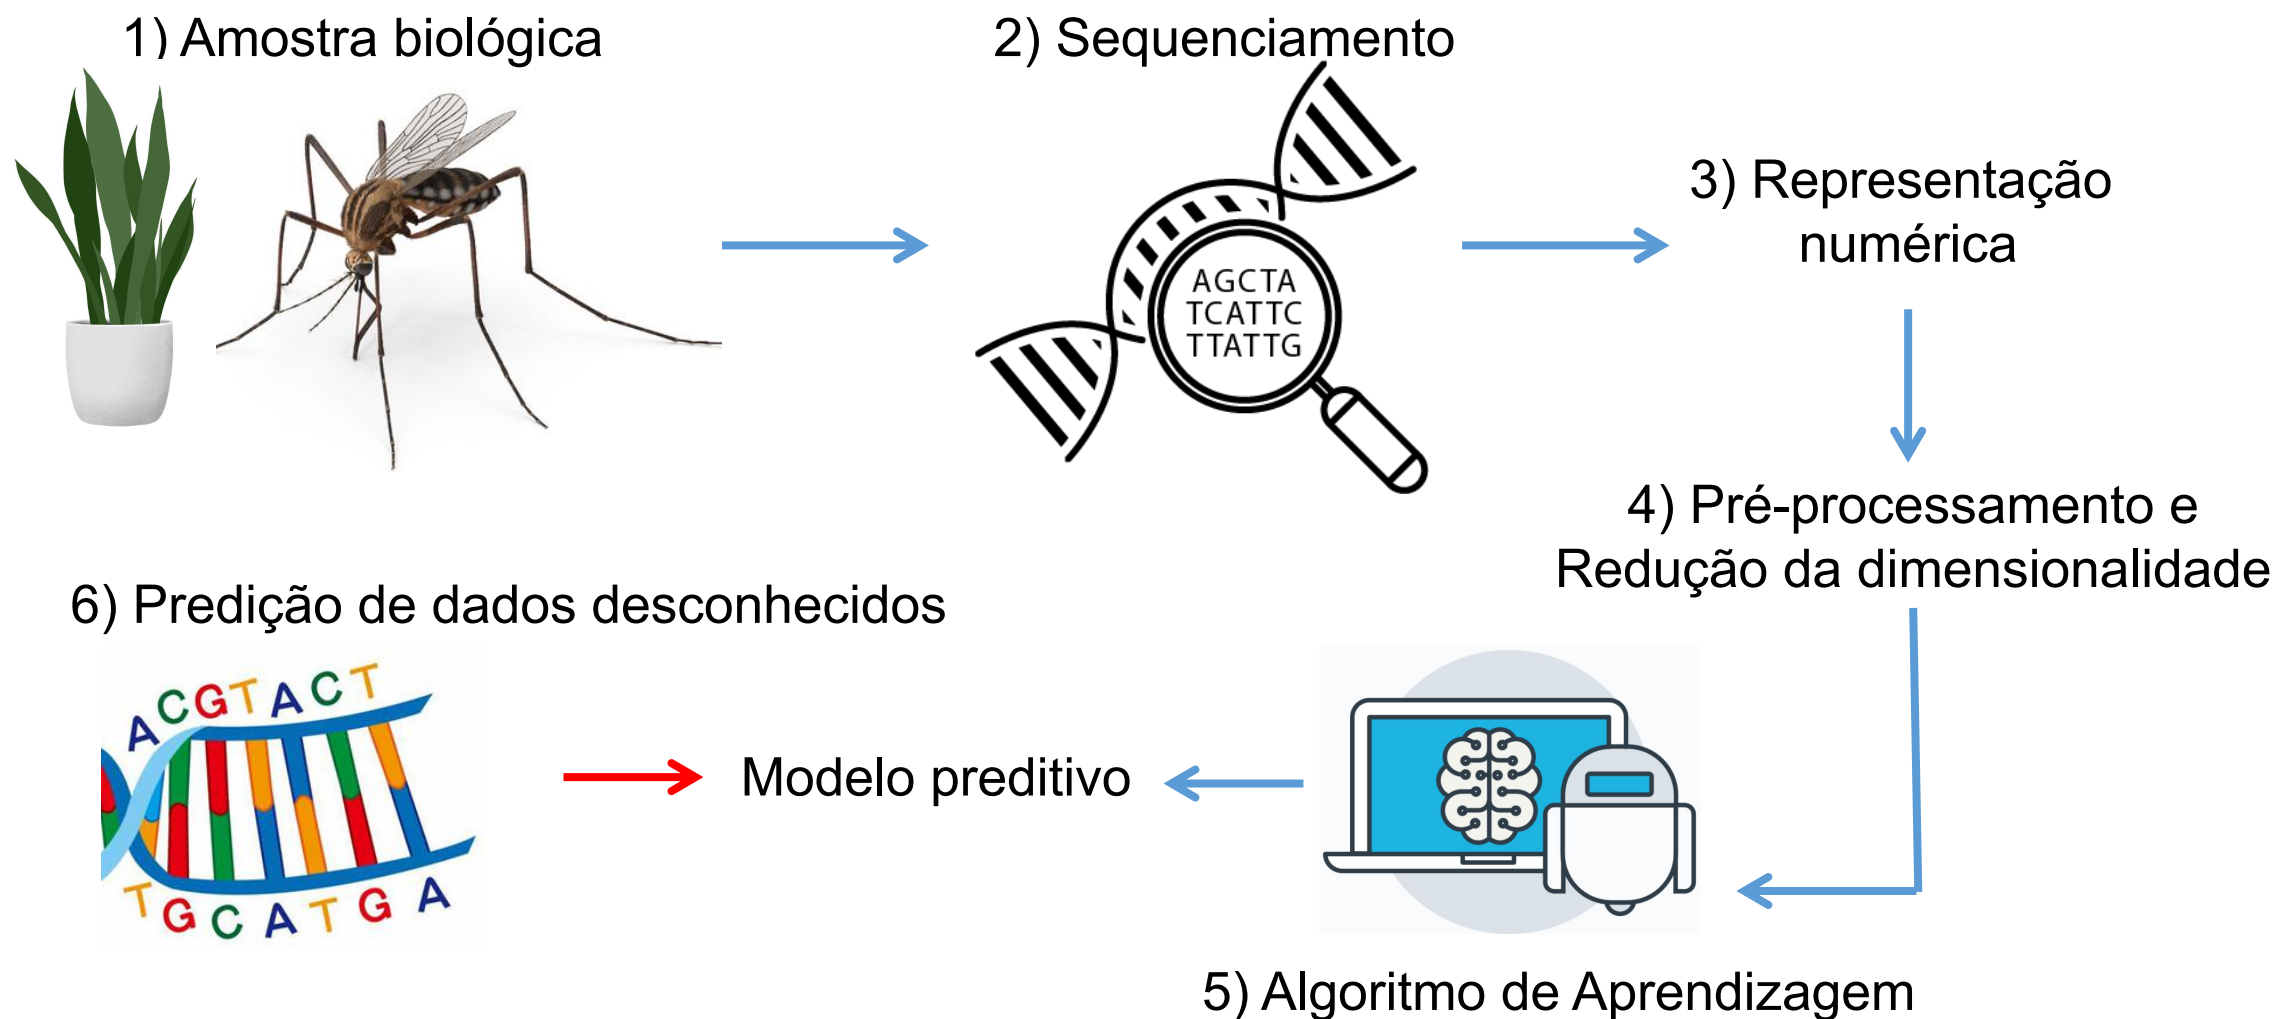 1) Amostra biológica
2) Sequenciamento
AGCTA
TCATTC
TTATTG
3) Representação
numérica
4) Pré-processamento e
Redução da dimensionalidade
6) Predição de dados desconhecidos
ACGTACT
TGCATGA
Modelo preditivo
5) Algoritmo de Aprendizagem